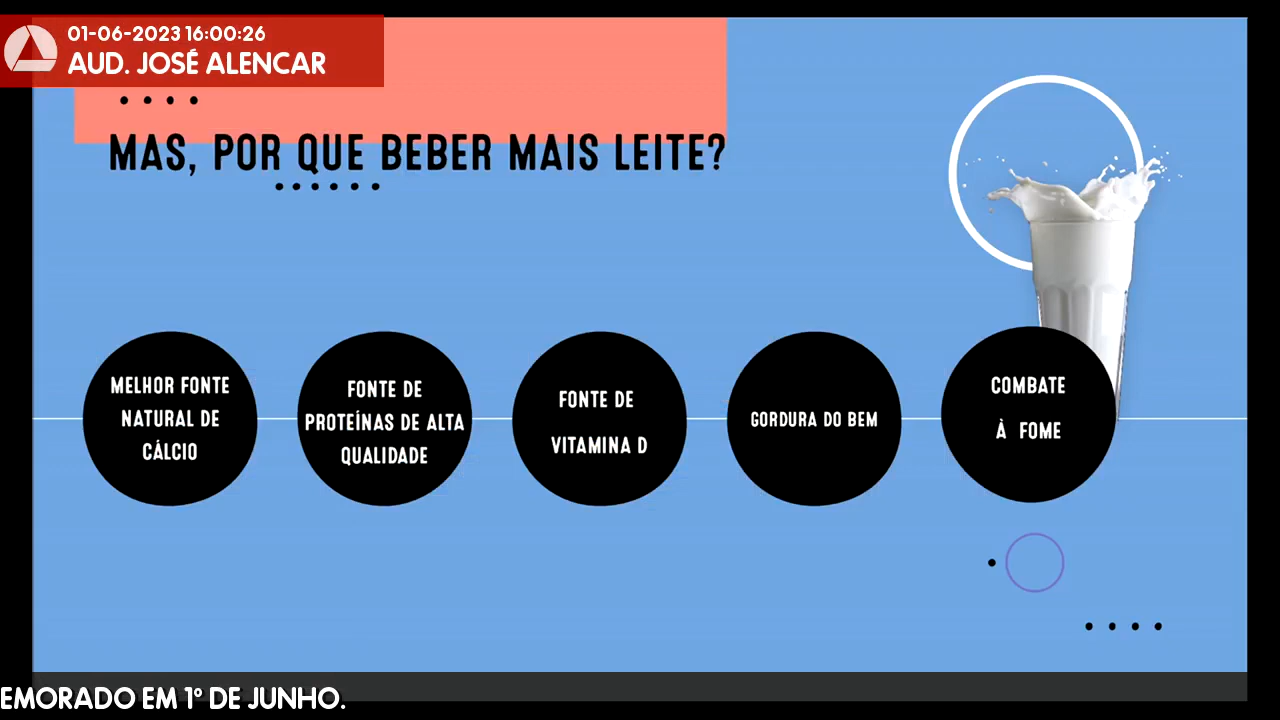 01-06-2023 16:00:26
AUD. JOSÉ ALENCAR
MAS, POR QUE BEBER MAIS LEITE?
MELHOR FONTE
NATURAL DE
CÁLCIO
FONTE DE
PROTEÍNAS DE ALTA
QUALIDADE
FONTE DE
VITAMINA D
GORDURA DO BEM
COMBATE
À FOME
EMORADO EM 1º DE JUNHO.